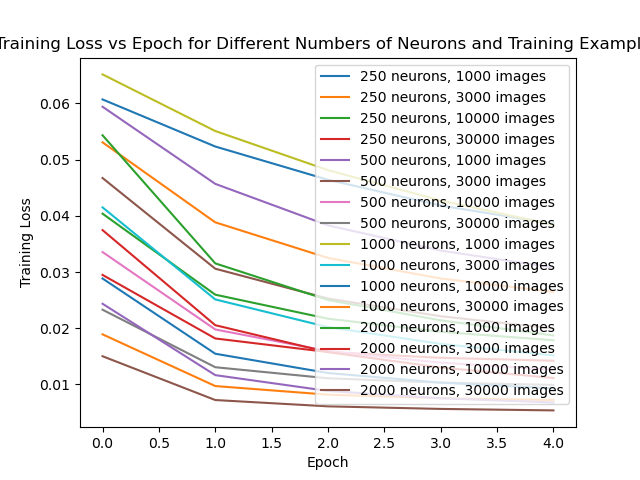 Training Loss vs Epoch for Different Numbers of Neurons and Training Exampl
0.06
0.05
0.04
0.03
0.02
0.01
Training Loss
250 neurons, 1000 images
250 neurons, 3000 images
250 neurons, 10000 images
250 neurons, 30000 images
500 neurons, 1000 images
500 neurons, 3000 images
500 neurons, 10000 images
500 neurons, 30000 images
1000 neurons, 1000 images
1000 neurons, 3000 images
1000 neurons, 10000 images
1000 neurons, 30000 images
2000 neurons, 1000 images
2000 neurons, 3000 images
2000 neurons, 10000 images
2000 neurons, 30000 images
0.0 0.5 1.0 1.5 2.0 2.5 3.0 3.5 4.0
Epoch